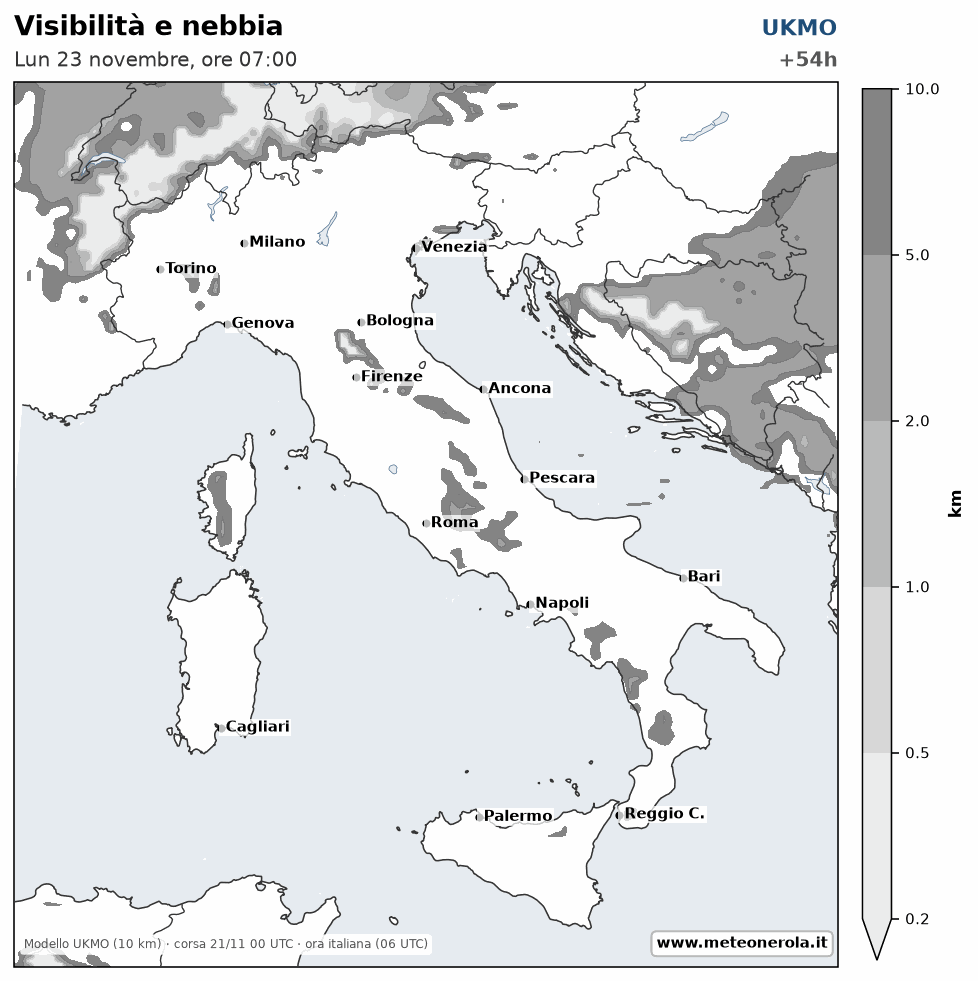 Visibilità e nebbia
UKMO
Lun 23 novembre, ore 07:00
+54h
10.0
5.0
2.0
1.0
0.5
0.2
km
Milano
Venezia
Torino
Genova
Bologna
Firenze
Ancona
Pescara
Roma
Bari
Napoli
Cagliari
Palermo
Reggio C.
Modello UKMO (10 km) · corsa 21/11 00 UTC · ora italiana (06 UTC)
www.meteonerola.it